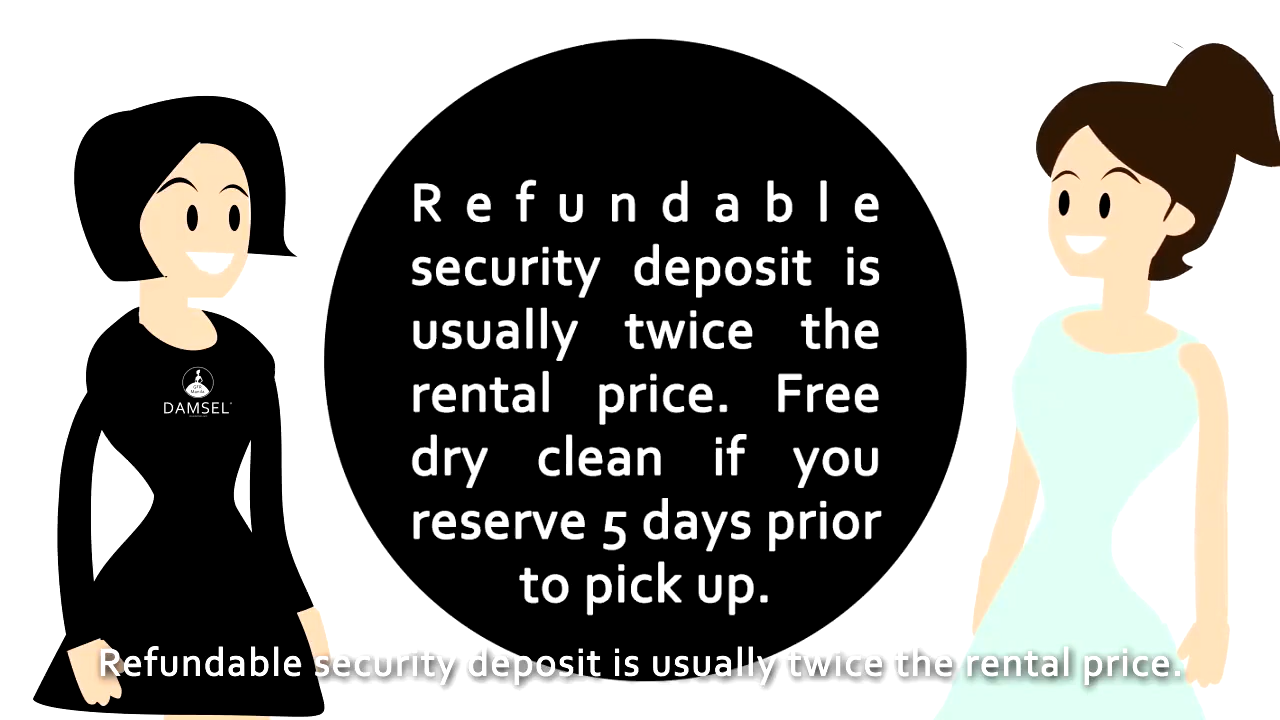 Refundable
security deposit is
usually twice the
rental price. Free
dry clean if you
reserve 5 days prior
to pick up.
DAMSEL
Refundable security deposit is usually twice the rental price.